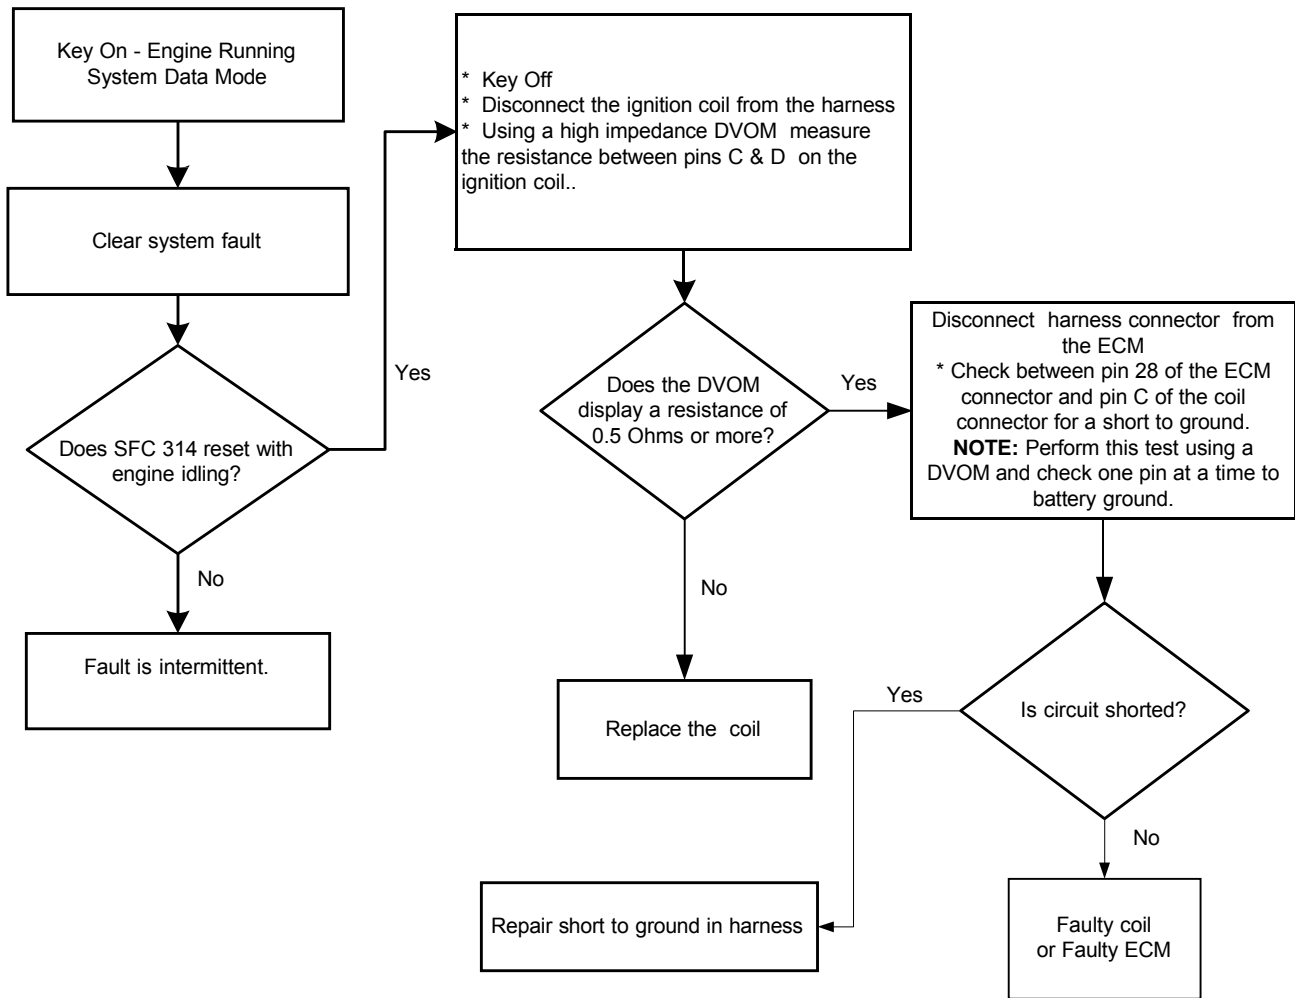 Key On - Engine Running
System Data Mode
Clear system fault
Does SFC 314 reset with
engine idling?
Yes
No
Fault is intermittent.
* Key Off
* Disconnect the ignition coil from the harness
* Using a high impedance DVOM measure
the resistance between pins C & D on the
ignition coil..
Does the DVOM
display a resistance of
0.5 Ohms or more?
Yes
No
Replace the coil
Disconnect harness connector from
the ECM
* Check between pin 28 of the ECM
connector and pin C of the coil
connector for a short to ground.
NOTE: Perform this test using a
DVOM and check one pin at a time to
battery ground.
Is circuit shorted?
Yes
No
Repair short to ground in harness
Faulty coil
or Faulty ECM